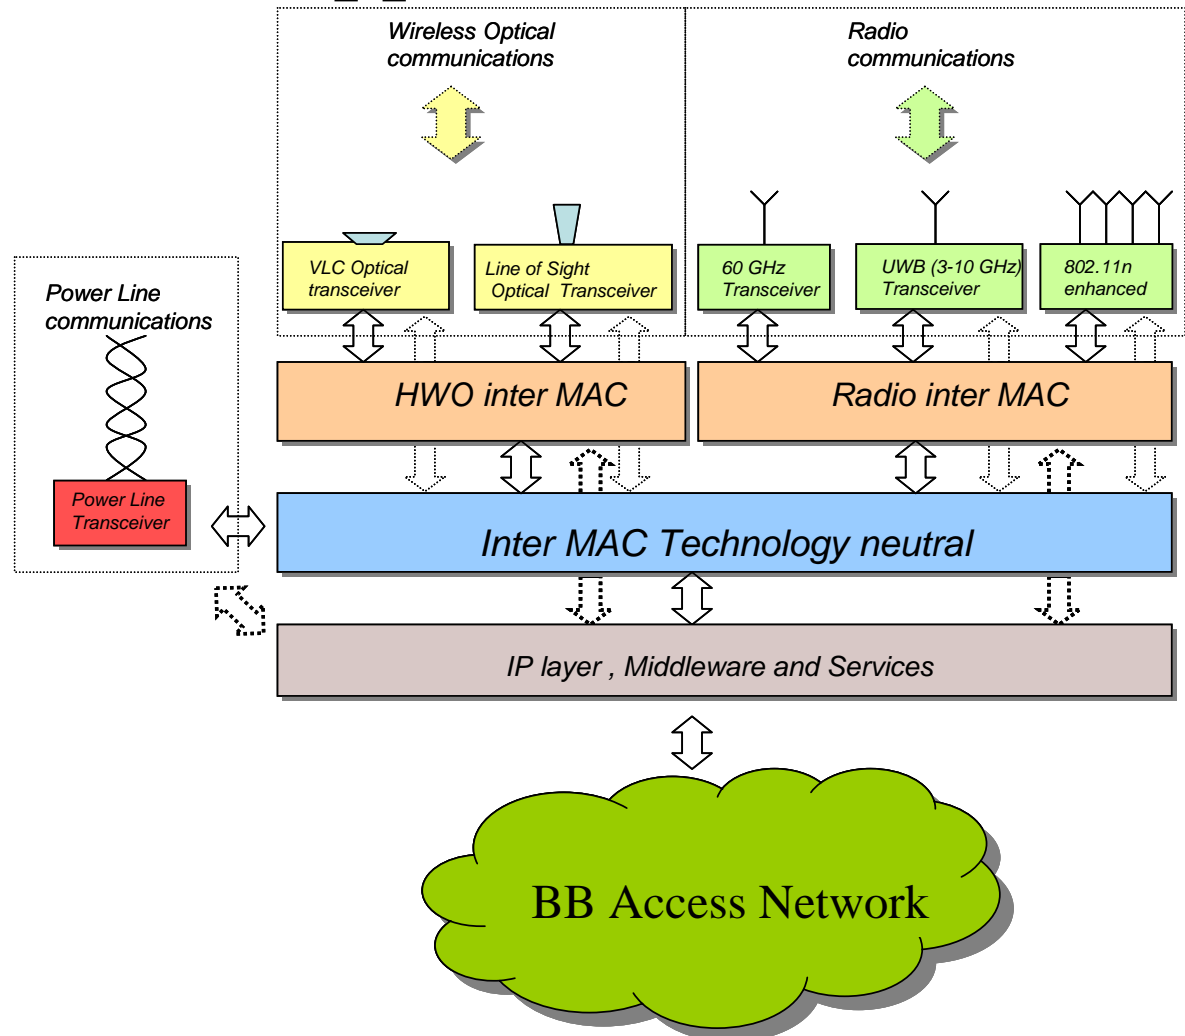 Wireless Optical
communications
Radio
communications
VLC Optical
transceiver
Line of Sight
Optical Transceiver
60 GHz
Transceiver
UWB (3-10 GHz)
Transceiver
802.11n
enhanced
Power Line
communications
HWO inter MAC
Radio inter MAC
Power Line
Transceiver
Inter MAC Technology neutral
IP layer , Middleware and Services
BB Access Network